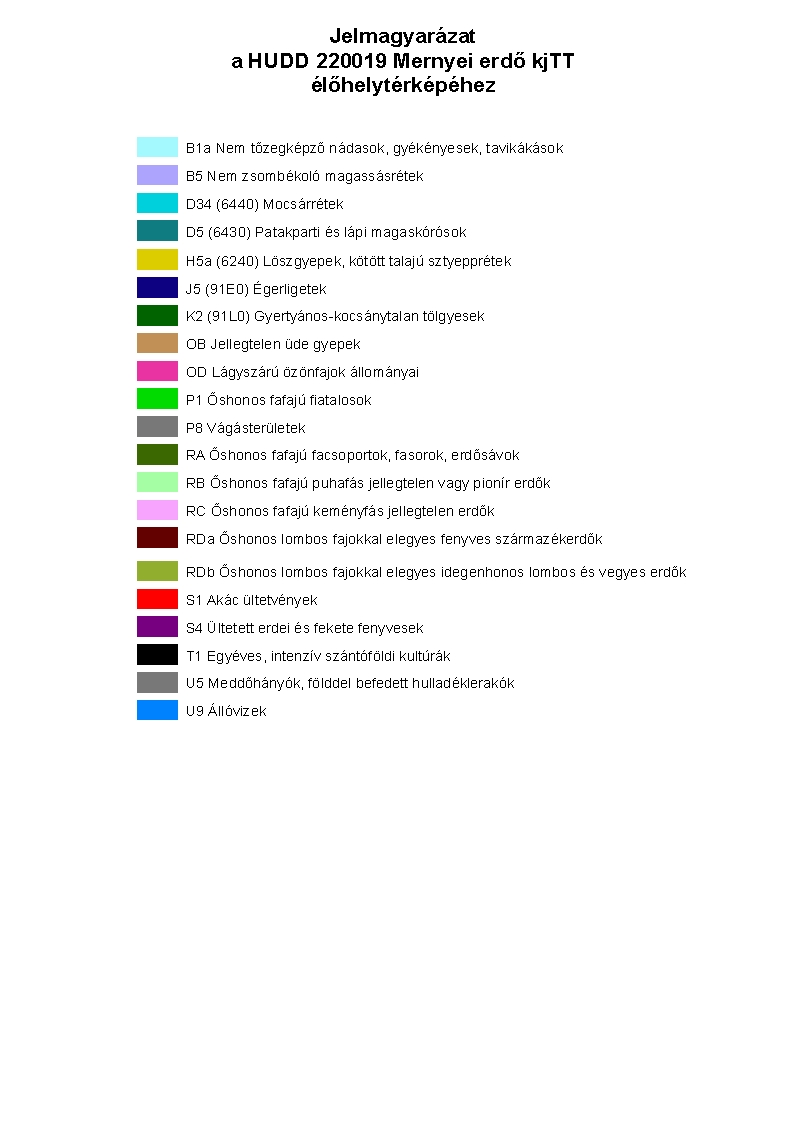 Jelmagyarázat
a HUDD 220019 Mernyei erdő kjTT
élőhelytérképéhez
B1a Nem tőzegképző nádasok, gyékényesek, tavikákások
B5 Nem zsombékoló magassásrétek
D34 (6440) Mocsárrétek
D5 (6430) Patakparti és lápi magaskórósok
H5a (6240) Löszgyepek, kötött talajú sztyepprétek
J5 (91E0) Égerligetek
K2 (91L0) Gyertyános-kocsánytalan tölgyesek
OB Jellegtelen üde gyepek
OD Lágyszárú özönfajok állományai
P1 Őshonos fafajú fiatalosok
P8 Vágásterületek
RA Őshonos fafajú facsoportok, fasorok, erdősávok
RB Őshonos fafajú puhafás jellegtelen vagy pionír erdők
RC Őshonos fafajú keményfás jellegtelen erdők
RDa Őshonos lombos fajokkal elegyes fenyves származékerdők
RDb Őshonos lombos fajokkal elegyes idegenhonos lombos és vegyes erdők
S1 Akác ültetvények
S4 Ültetett erdei és fekete fenyvesek
T1 Egyéves, intenzív szántóföldi kultúrák
U5 Meddőhányók, földdel befedett hulladéklerakók
U9 Állóvizek